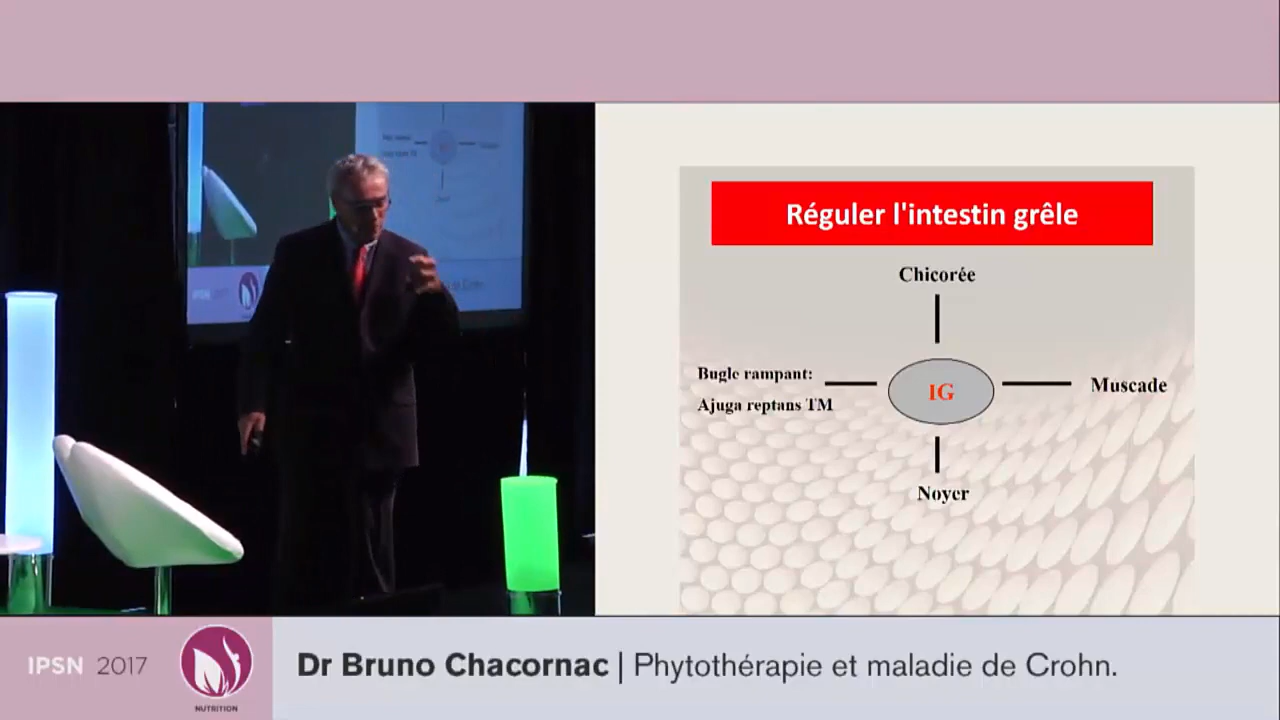 Réguler l'intestin grêle
Chicorée
Bugle rampant:
Ajuga reptans TM
IG
Muscade
Noyer
IPSN 2017
NUTRITION
Dr Bruno Chacornac | Phytothérapie et maladie de Crohn.